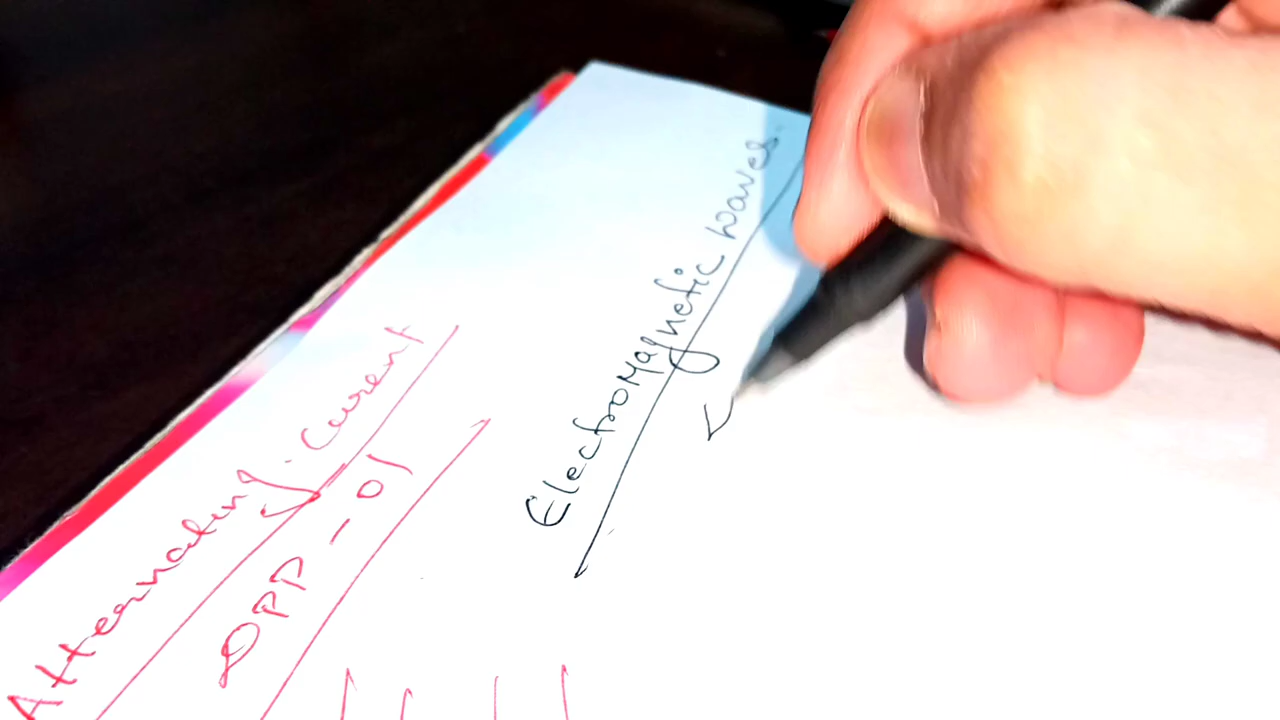 Alternating Current
DPP - 01
ElectroMagnetic Waves.